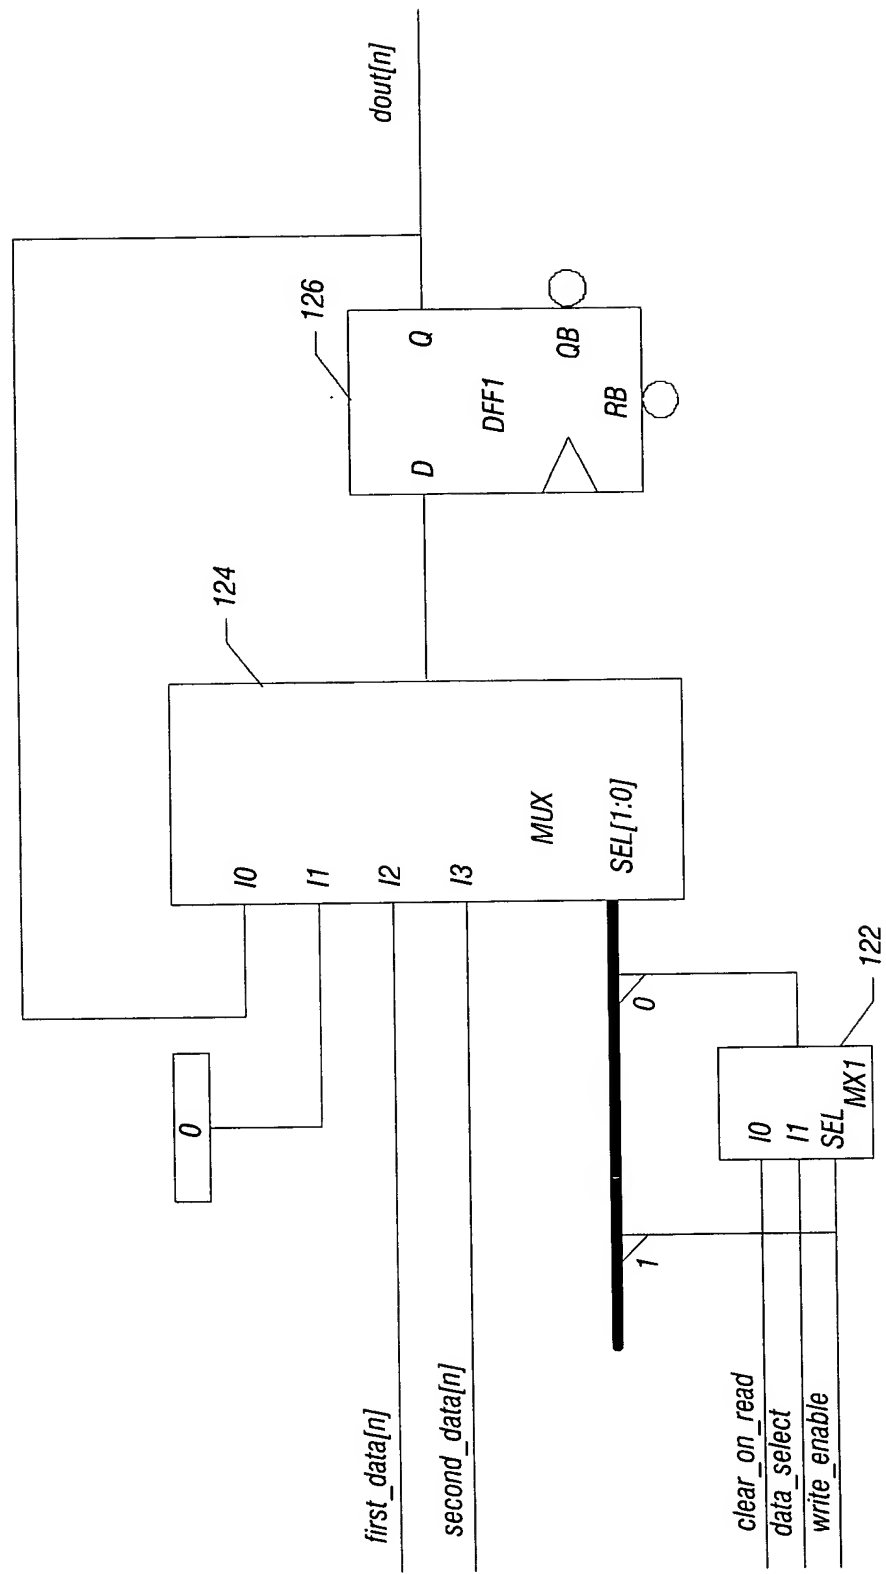 dout[n]
126
D
Q
DFF1
QB
RB
124
I0
I1
I2
I3
MUX
SEL[1:0]
0
first_data[n]
second_data[n]
0
1
clear_on_read
data_select
write_enable
I0
I1
SEL
MX1
122